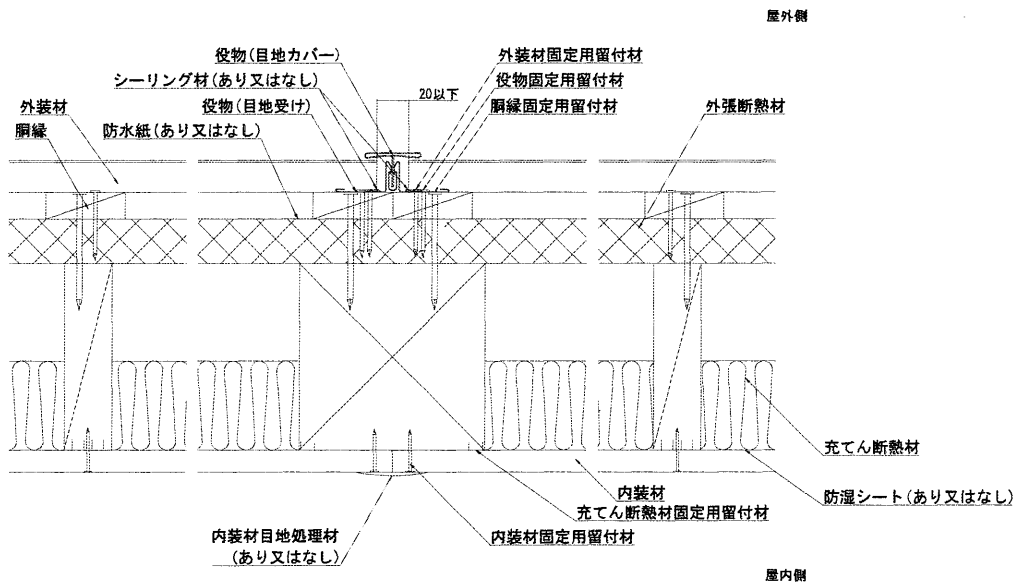 屋外側
役物(目地カバー)
外装材固定用留付材
シーリング材(あり又はなし)
役物固定用留付材
20以下
外装材
役物(目地受け)
胴縁固定用留付材
外張断熱材
胴縁
防水紙(あり又はなし)
充てん断熱材
内装材
防湿シート(あり又はなし)
充てん断熱材固定用留付材
内装材目地処理材
(あり又はなし)
内装材固定用留付材
屋内側